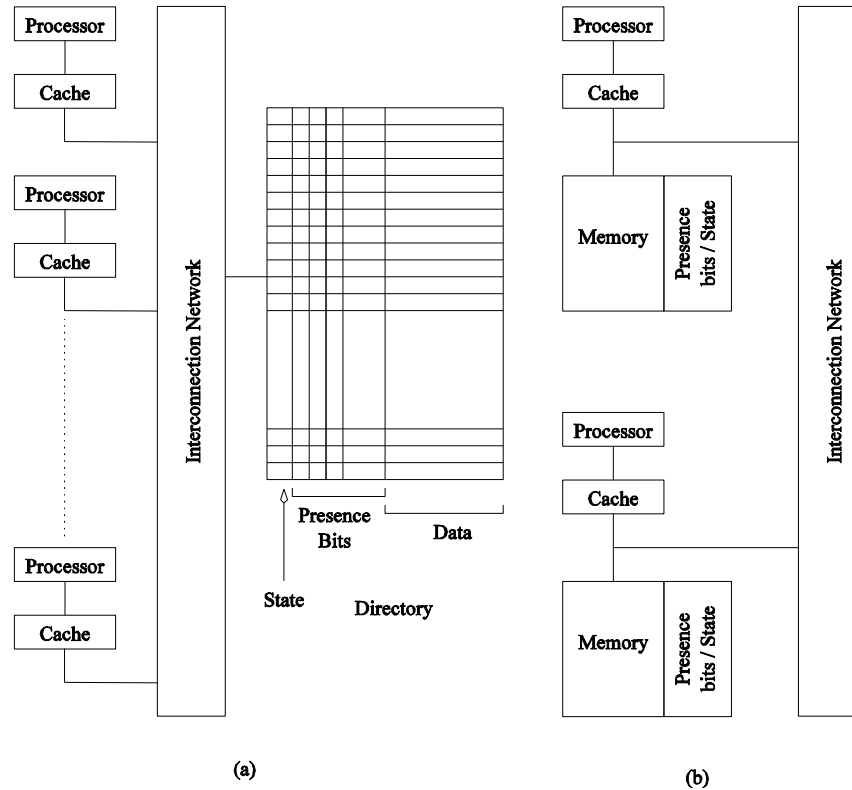 Processor
Cache
Processor
Cache
Processor
Cache
Interconnection Network
Presence
Bits
Data
State
Directory
(a)
Processor
Cache
Memory
Presence
bits / State
Processor
Cache
Memory
Presence
bits / State
Interconnection Network
(b)